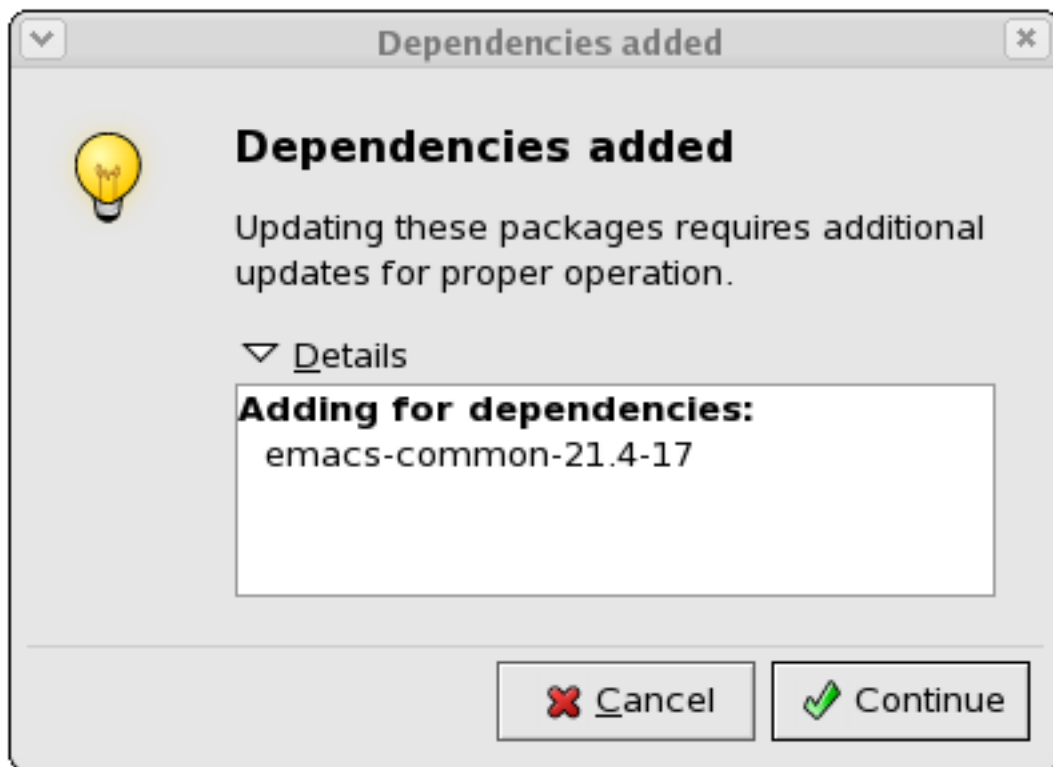 Dependencies added
Dependencies added
Updating these packages requires additional
updates for proper operation.
Details
Adding for dependencies:
emacs-common-21.4-17
Cancel
Continue